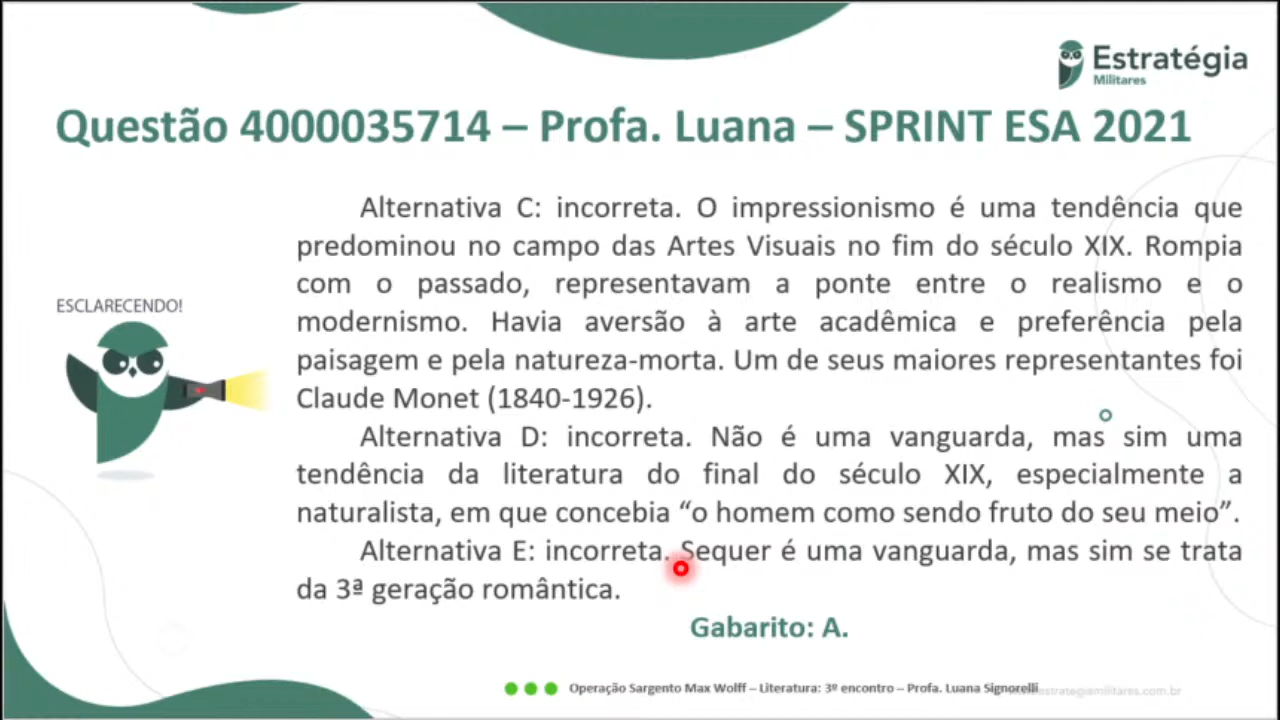 Estratégia
Militares
Questão 4000035714 – Profa. Luana – SPRINT ESA 2021
Alternativa C: incorreta. O impressionismo é uma tendência que
predominou no campo das Artes Visuais no fim do século XIX. Rompia
com o passado, representavam a ponte entre o realismo e o
modernismo. Havia aversão à arte acadêmica e preferência pela
paisagem e pela natureza-morta. Um de seus maiores representantes foi
Claude Monet (1840-1926).
ESCLARECENDO!
Alternativa D: incorreta. Não é uma vanguarda, mas sim uma
tendência da literatura do final do século XIX, especialmente a
naturalista, em que concebia “o homem como sendo fruto do seu meio”.
Alternativa E: incorreta. Sequer é uma vanguarda, mas sim se trata
da 3ª geração romântica.
Gabarito: A.
Operação Sargento Max Wolff – Literatura: 3º encontro – Profa. Luana Signorelli